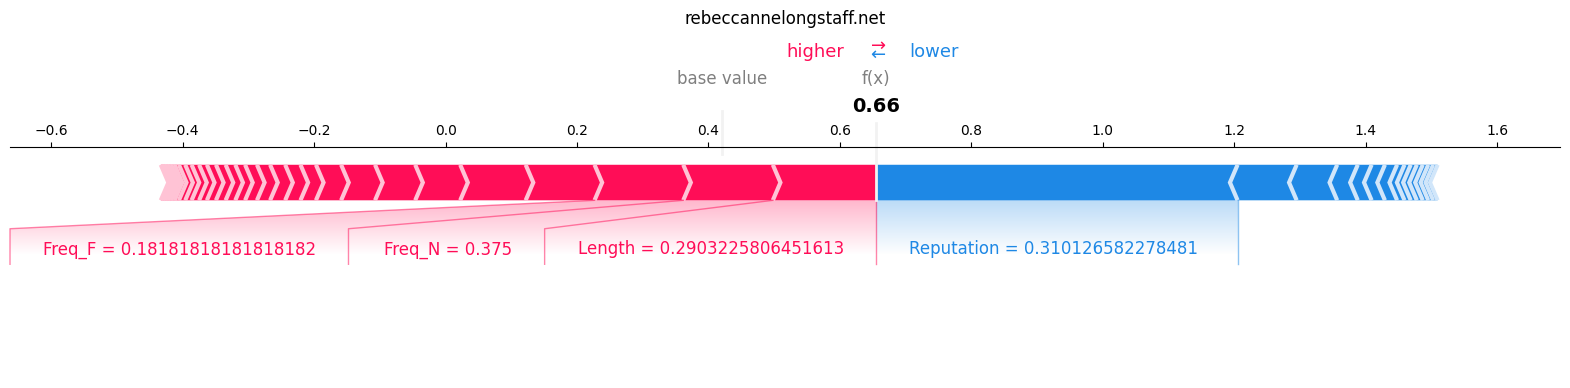 rebeccannelongstaff.net
higher ⇄ lower
base value f(x)
0.66
−0.6 −0.4 −0.2 0.0 0.2 0.4 0.6 0.8 1.0 1.2 1.4 1.6
Freq_F = 0.18181818181818182 Freq_N = 0.375 Length = 0.2903225806451613 Reputation = 0.310126582278481